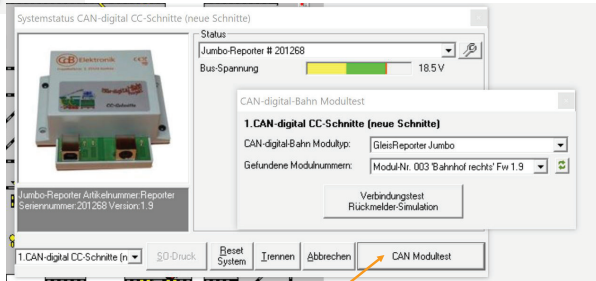 Systemstatus CAN-digital CC-Schnitte (neue Schnitte)
Status
Jumbo-Reporter # 201268
Bus-Spannung
18.5 V
CAN-digital-Bahn Modultest
1.CAN-digital CC-Schnitte (neue Schnitte)
CAN-digital-Bahn Modultyp:
GleisReporter Jumbo
Gefundene Modulnummern:
Modul-Nr. 003 'Bahnhof rechts' Fw 1.9
Verbindungstest
Rückmelder-Simulation
Elektronik
CC-Schnitte
Jumbo-Reporter Artikelnummer:Reporter
Seriennummer:201268 Version:1.9
1.CAN-digital CC-Schnitte (n
SO-Druck
Reset
System
Trennen
Abbrechen
CAN Modultest